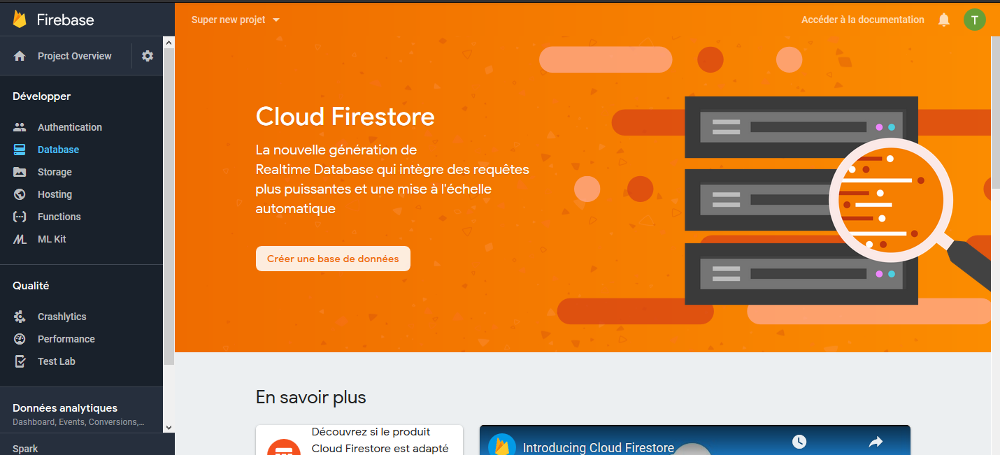 Firebase
Project Overview
Développer
Authentication
Database
Storage
Hosting
Functions
ML Kit
Qualité
Crashlytics
Performance
Test Lab
Données analytiques
Dashboard, Events, Conversions,...
Spark
Super new projet
Accéder à la documentation
T
Cloud Firestore
La nouvelle génération de
Realtime Database qui intègre des requêtes
plus puissantes et une mise à l'échelle
automatique
Créer une base de données
En savoir plus
Découvrez si le produit
Cloud Firestore est adapté
Introducing Cloud Firestore